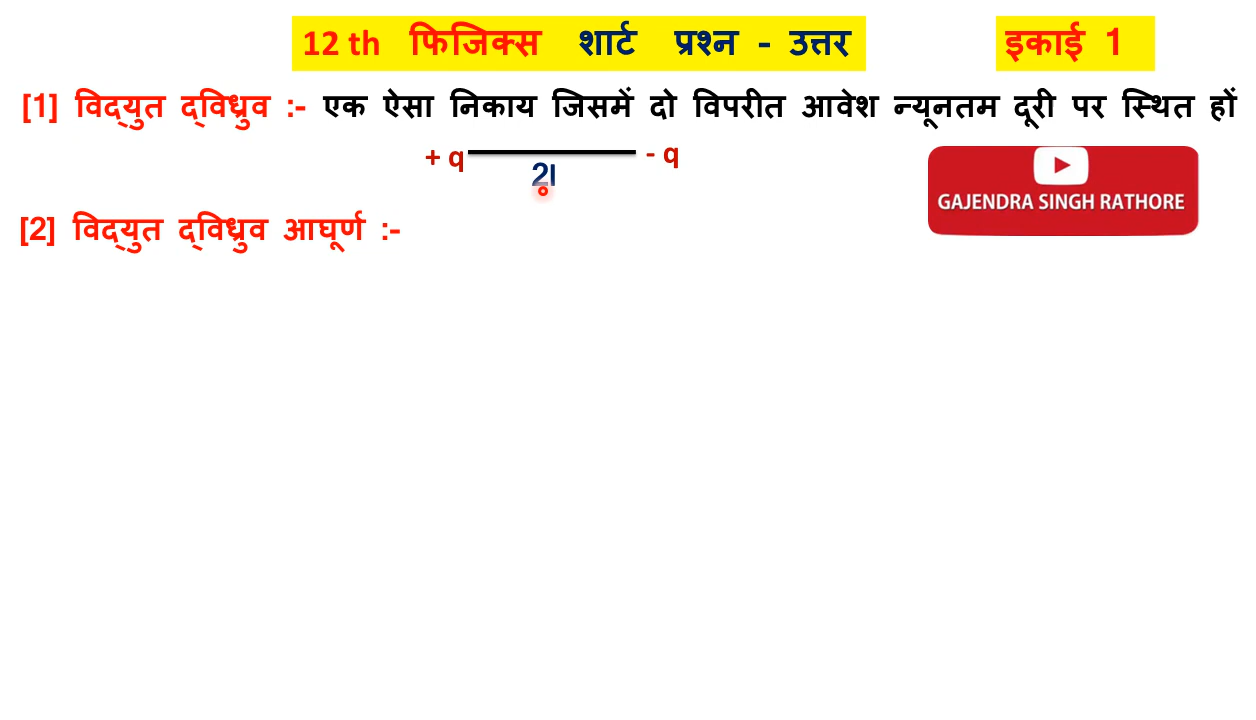 12 th फिजिक्स शार्ट प्रश्न - उत्तर इकाई 1
[1] विद्‌युत द्‌विध्रुव :- एक ऐसा निकाय जिसमें दो विपरीत आवेश न्यूनतम दूरी पर स्थित हों
+ q - q
2l
GAJENDRA SINGH RATHORE
[2] विद्‌युत द्‌विध्रुव आघूर्ण :-